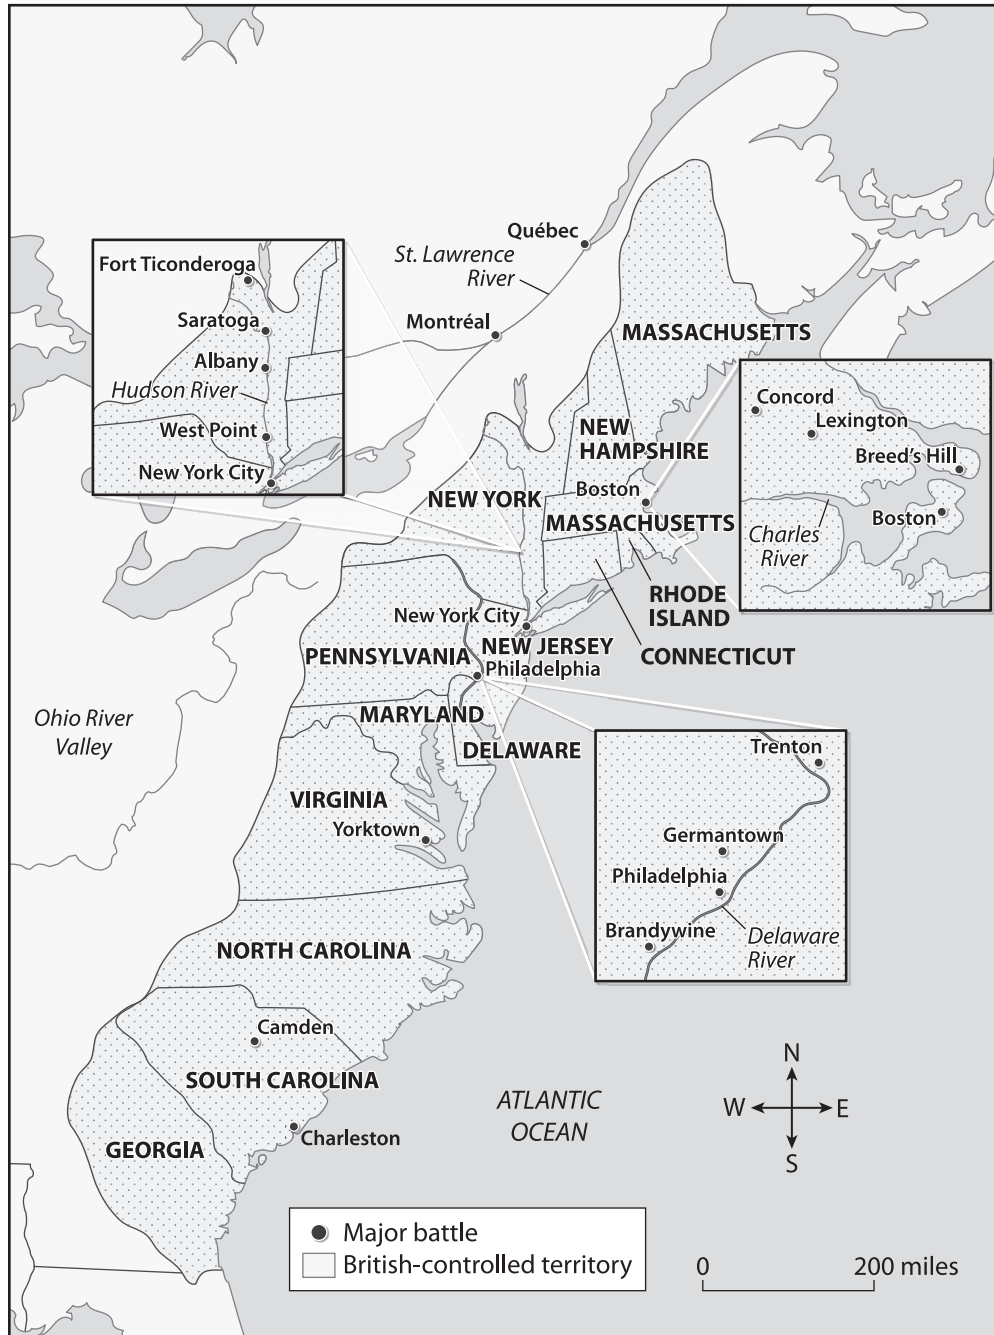 Québec
St. Lawrence
River
Montréal
Fort Ticonderoga
Saratoga
Albany
Hudson River
West Point
New York City
MASSACHUSETTS
NEW
HAMPSHIRE
Boston
NEW YORK
MASSACHUSETTS
Concord
Lexington
Breed's Hill
Boston
Charles
River
RHODE
ISLAND
CONNECTICUT
New York City
NEW JERSEY
PENNSYLVANIA
Philadelphia
MARYLAND
DELAWARE
Ohio River
Valley
VIRGINIA
Yorktown
Trenton
Germantown
Philadelphia
Brandywine
Delaware
River
NORTH CAROLINA
Camden
SOUTH CAROLINA
Charleston
GEORGIA
ATLANTIC
OCEAN
N
W E
S
Major battle
British-controlled territory
0 200 miles